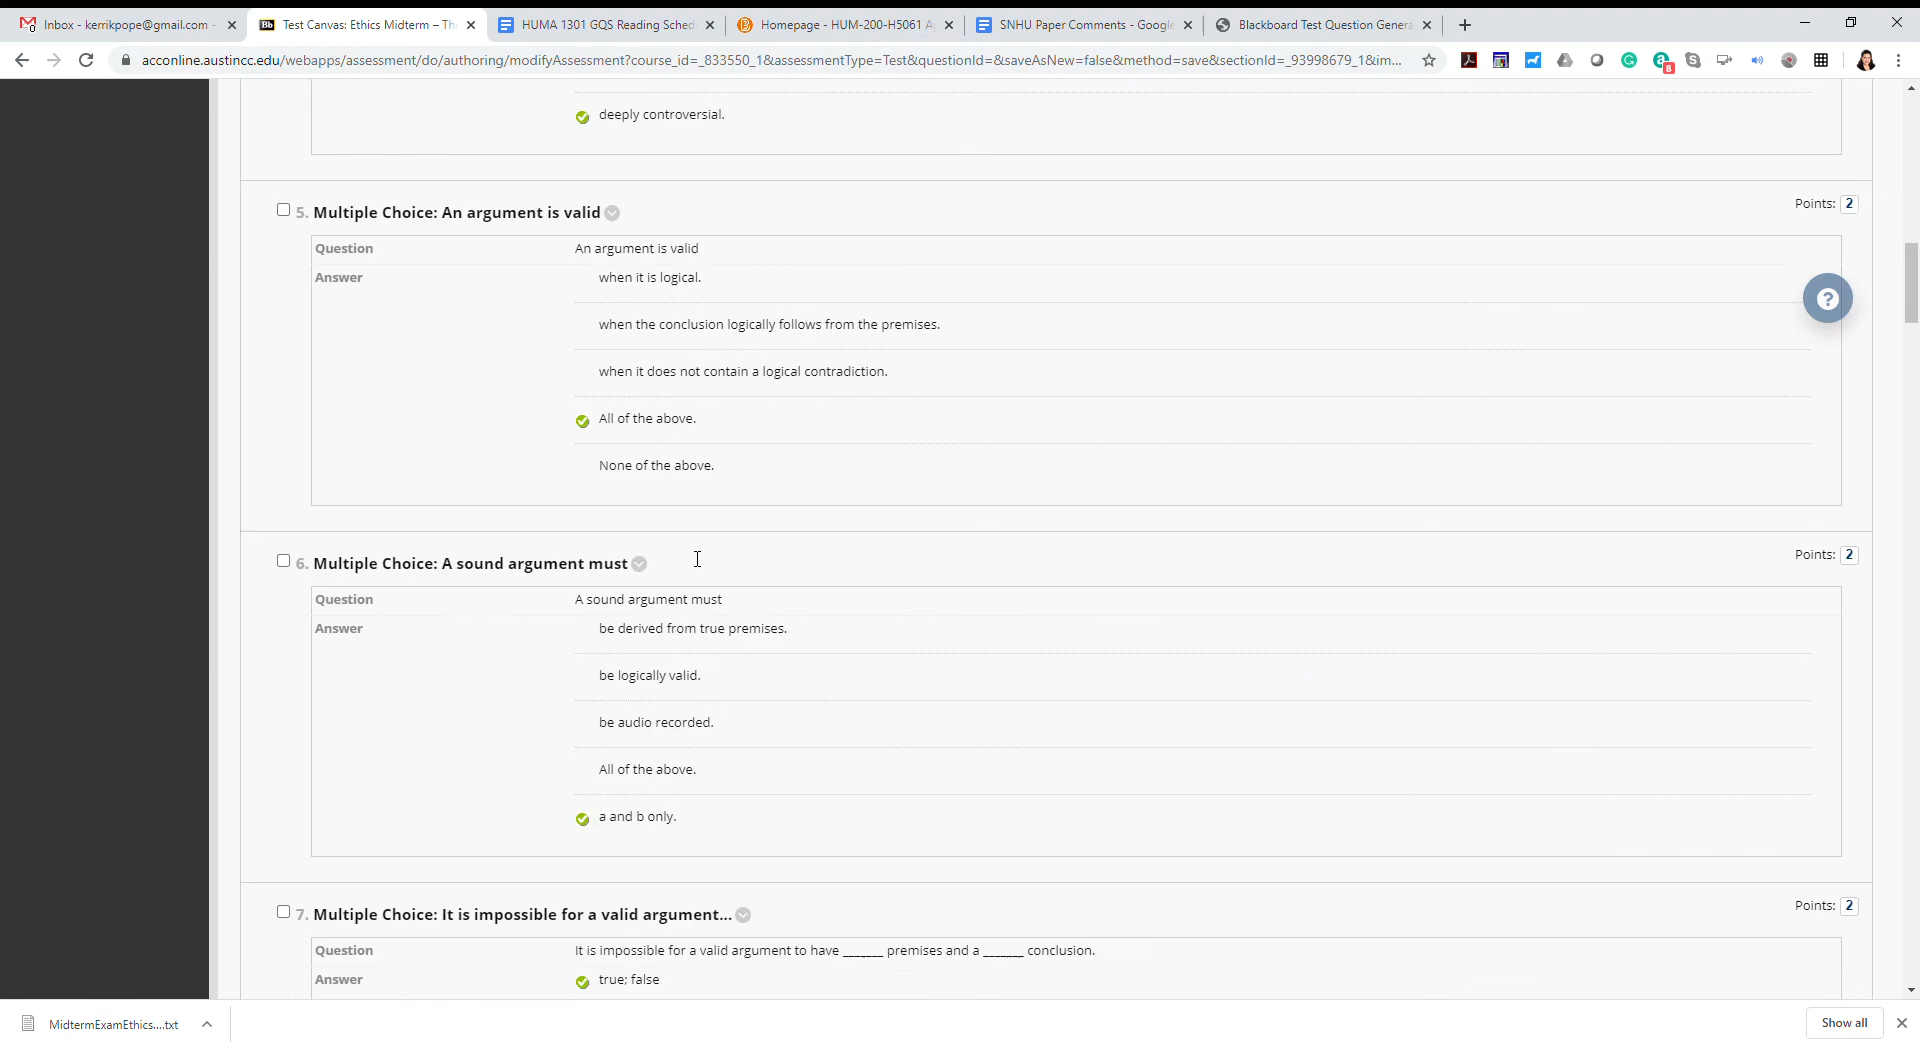 Inbox - kerrikpope@gmail.com -
Bb Test Canvas: Ethics Midterm – Th
HUMA 1301 GQS Reading Sched
Homepage - HUM-200-H5061 A
SNHU Paper Comments - Google
Blackboard Test Question Genera
acconline.austincc.edu/webapps/assessment/do/authoring/modifyAssessment?course_id=_833550_1&assessmentType=Test&questionId=&saveAsNew=false&method=save&sectionId=_93998679_1&im...
8
deeply controversial.
5. Multiple Choice: An argument is valid
Points: 2
Question An argument is valid
Answer when it is logical.
when the conclusion logically follows from the premises.
when it does not contain a logical contradiction.
All of the above.
None of the above.
?
6. Multiple Choice: A sound argument must
Points: 2
Question A sound argument must
Answer be derived from true premises.
be logically valid.
be audio recorded.
All of the above.
a and b only.
7. Multiple Choice: It is impossible for a valid argument...
Points: 2
Question It is impossible for a valid argument to have _______ premises and a _______ conclusion.
Answer true; false
MidtermExamEthics....txt
Show all